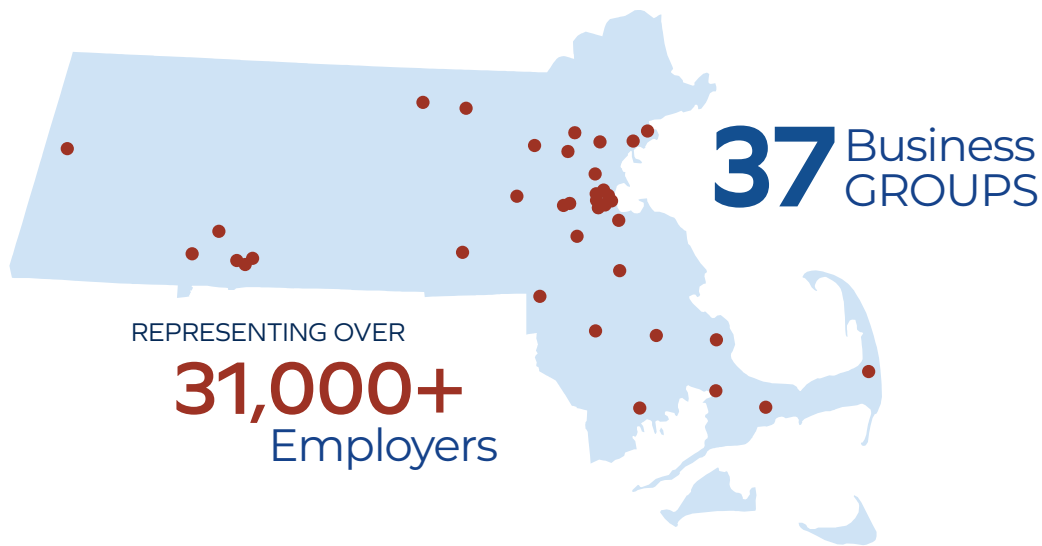 37 Business
GROUPS
REPRESENTING OVER
31,000+
Employers